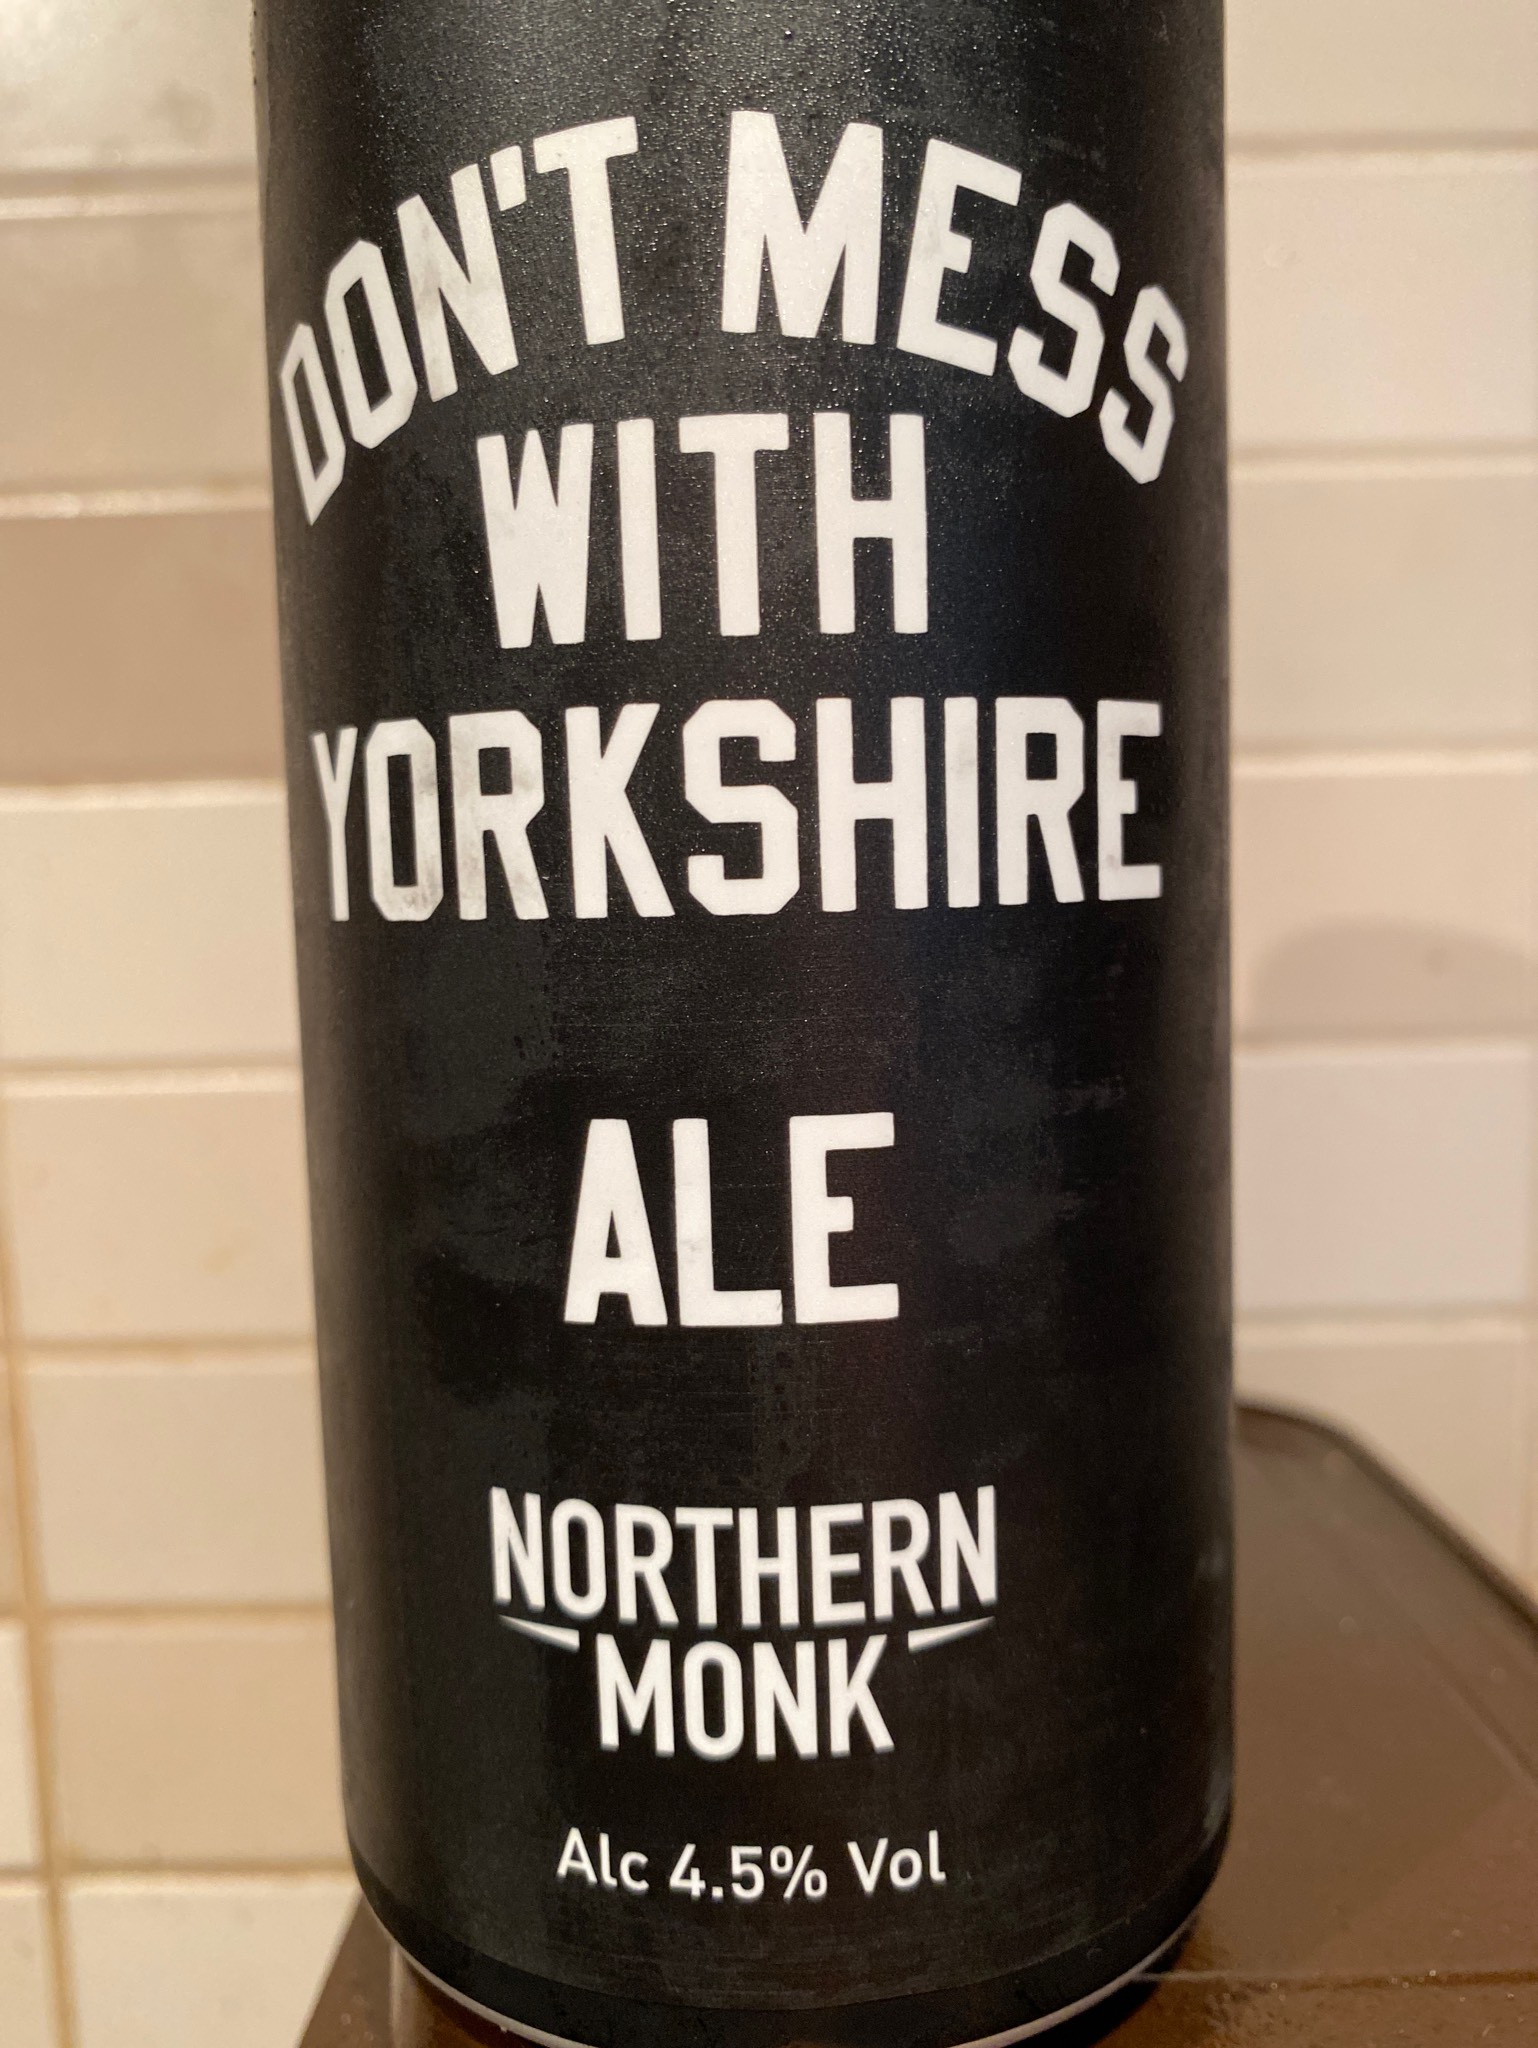 DON'T MESS
WITH
YORKSHIRE
ALE
NORTHERN
MONK
Alc 4.5% Vol